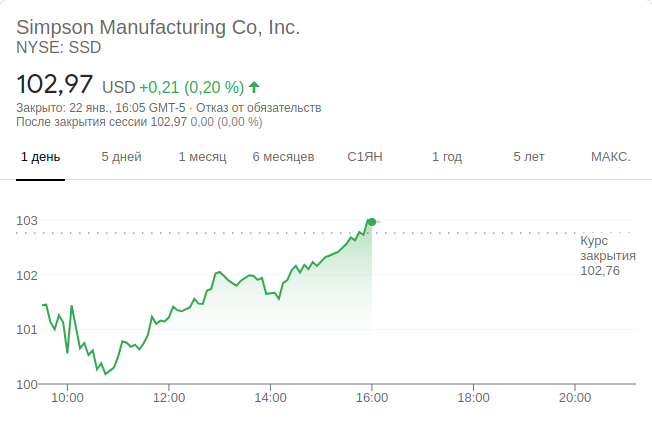 Simpson Manufacturing Co, Inc.
NYSE: SSD
102,97 USD +0,21 (0,20 %)
Закрыто: 22 янв., 16:05 GMT-5 · Отказ от обязательств
После закрытия сессии 102,97 0,00 (0,00 %)
1 день 5 дней 1 месяц 6 месяцев С1ЯН 1 год 5 лет МАКС.
103
Курс
закрытия
102,76
102
101
100
10:00 12:00 14:00 16:00 18:00 20:00